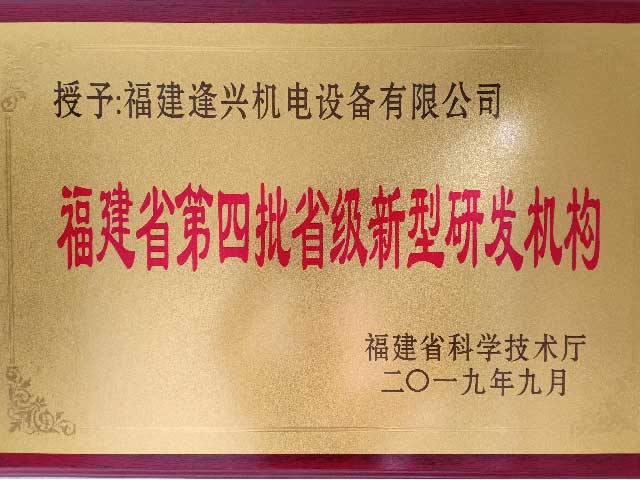 授予:福建逢兴机电设备有限公司
福建省第四批省级新型研发机构
福建省科学技术厅
二〇一九年九月